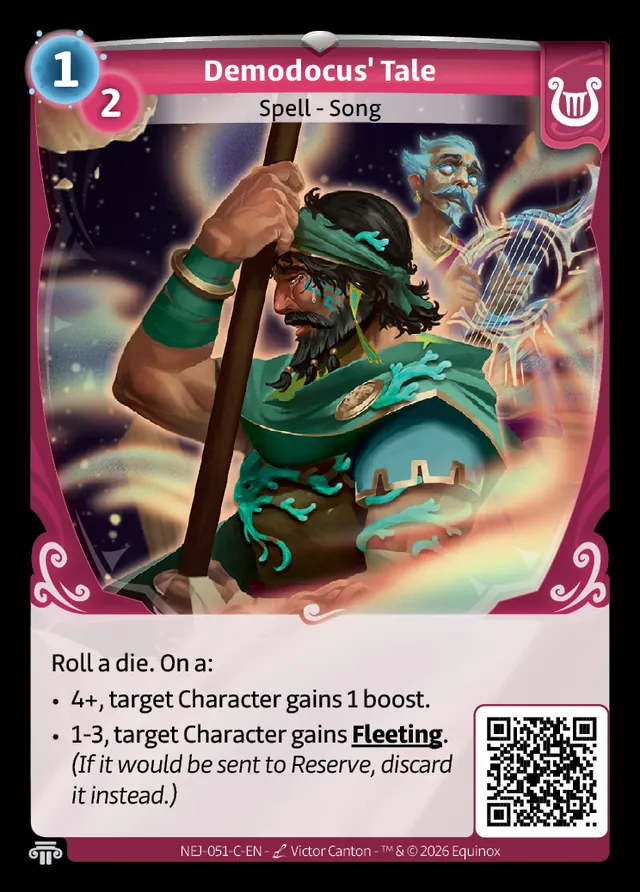 1
2
Demodocus' Tale
Spell - Song
Roll a die. On a:
• 4+, target Character gains 1 boost.
• 1-3, target Character gains Fleeting.
(If it would be sent to Reserve, discard
it instead.)
NEJ-051-C-EN - Victor Canton - ™ & © 2026 Equinox